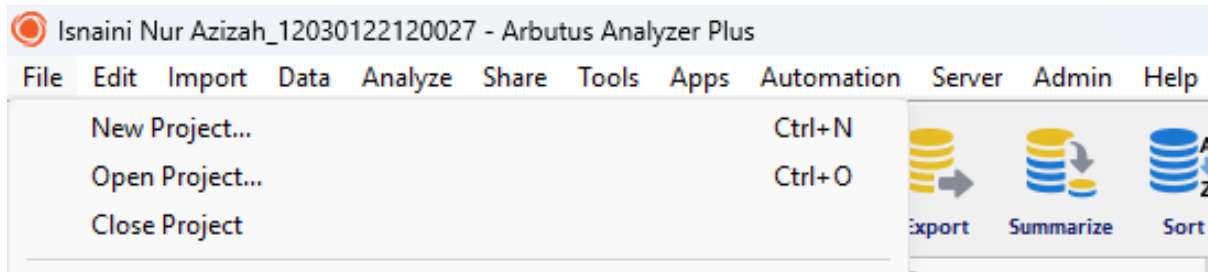 Isnaini Nur Azizah_12030122120027 - Arbutus Analyzer Plus
File Edit Import Data Analyze Share Tools Apps Automation Server Admin Help
New Project... Ctrl+N
Open Project... Ctrl+O
Close Project
Export Summarize Sort